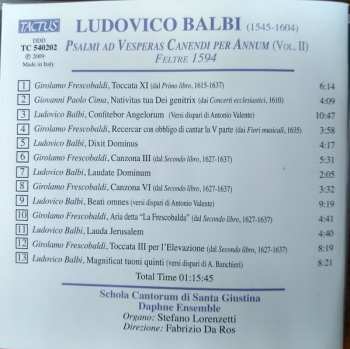 TACTUS
DDD
TC 540202
℗ 2009
Made in Italy
LUDOVICO BALBI (1545-1604)
PSALMI AD VESPERAS CANENDI PER ANNUM (VOL. II)
FELTRE 1594
1 Girolamo Frescobaldi, Toccata XI (dal Primo libro, 1615-1637) 6:14
2 Giovanni Paolo Cima, Nativitas tua Dei genitrix (dai Concerti ecclesiastici, 1610) 4:09
3 Ludovico Balbi, Confitebor Angelorum (Versi dispari di Antonio Valente) 10:47
4 Girolamo Frescobaldi, Recercar con obbligo di cantar la V parte (dai Fiori musicali, 1635) 3:58
5 Ludovico Balbi, Dixit Dominus 4:17
6 Girolamo Frescobaldi, Canzona III (dal Secondo libro, 1627-1637) 5:31
7 Ludovico Balbi, Laudate Dominum 2:05
8 Girolamo Frescobaldi, Canzona VI (dal Secondo libro, 1627-1637) 3:32
9 Ludovico Balbi, Beati omnes (versi dispari di Antonio Valente) 9:19
10 Girolamo Frescobaldi, Aria detta "La Frescobalda" (dal Secondo libro, 1627-1637) 4:41
11 Ludovico Balbi, Lauda Jerusalem 4:40
12 Girolamo Frescobaldi, Toccata III per l'Elevazione (dal Secondo libro, 1627-1637) 8:19
13 Ludovico Balbi, Magnificat tuoni quinti (versi dispari di A. Banchieri) 8:21
Total Time 01:15:45
Schola Cantorum di Santa Giustina
Daphne Ensemble
Organo: Stefano Lorenzetti
Direzione: Fabrizio Da Ros